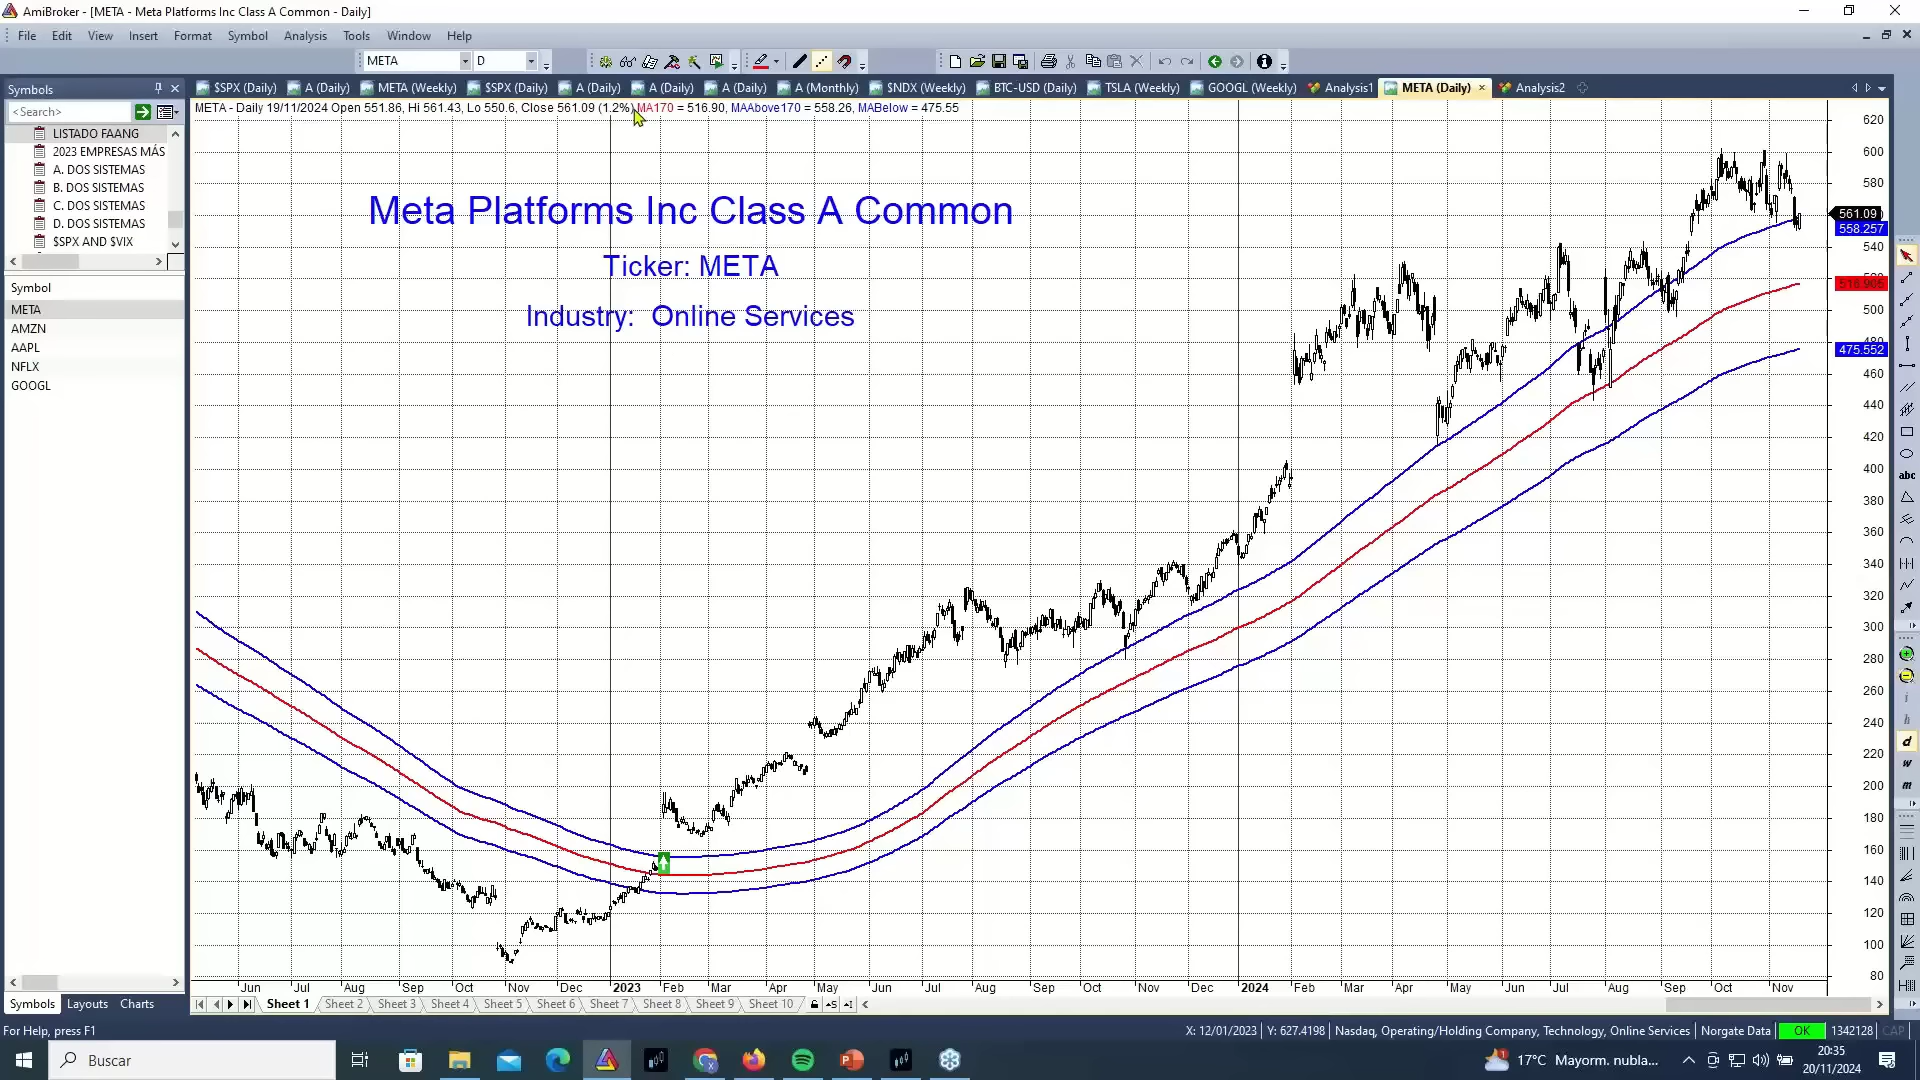 AmiBroker - [META - Meta Platforms Inc Class A Common - Daily]
File Edit View Insert Format Symbol Analysis Tools Window Help
META D
Symbols
$SPX (Daily) A (Daily) META (Weekly) $SPX (Daily) A (Daily) A (Daily) A (Daily) A (Monthly) $NDX (Weekly) BTC-USD (Daily) TSLA (Weekly) GOOGL (Weekly) Analysis1 META (Daily) Analysis2
<Search>
META - Daily 19/11/2024 Open 551.86, Hi 561.43, Lo 550.6, Close 561.09 (1.2%) MA170 = 516.90, MAAbove170 = 558.26, MABelow = 475.55
LISTADO FAANG
2023 EMPRESAS MÁS
A. DOS SISTEMAS
B. DOS SISTEMAS
C. DOS SISTEMAS
D. DOS SISTEMAS
$SPX AND $VIX
Symbol
META
AMZN
AAPL
NFLX
GOOGL
Meta Platforms Inc Class A Common
Ticker: META
Industry: Online Services
620
600
580
561.09
558.257
540
500
475.552
460
440
420
400
380
360
340
320
300
280
260
240
220
200
180
160
140
120
100
80
abc
i
h
d
w
m
Jun Jul Aug Sep Oct Nov Dec 2023 Feb Mar Apr May Jun Jul Aug Sep Oct Nov Dec 2024 Feb Mar Apr May Jun Jul Aug Sep Oct Nov
Symbols Layouts Charts
Sheet 1 Sheet 2 Sheet 3 Sheet 4 Sheet 5 Sheet 6 Sheet 7 Sheet 8 Sheet 9 Sheet 10
For Help, press F1
X: 12/01/2023 Y: 627.4198 Nasdaq, Operating/Holding Company, Technology, Online Services Norgate Data OK 1342128 CAP
Buscar
17°C Mayorm. nubla...
20:35
20/11/2024